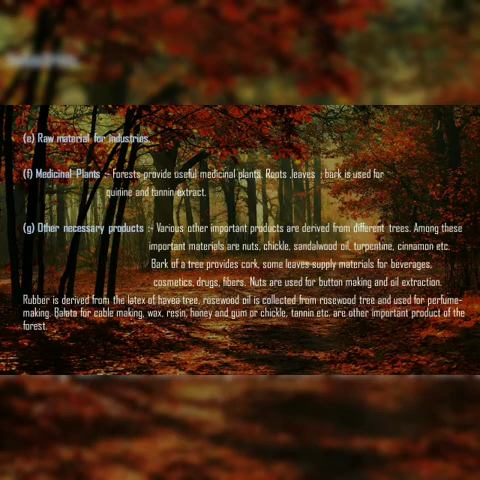 (e) Raw material for industries.
(f) Medicinal Plants :- Forests provide useful medicinal plants. Roots ,leaves ; bark is used for
quinine and tannin extract.
(g) Other necessary products :- Various other important products are derived from different trees. Among these
important materials are nuts, chickle, sandalwood oil, turpentine, cinnamon etc.
Bark of a tree provides cork, some leaves supply materials for beverages,
cosmetics, drugs, fibers. Nuts are used for button making and oil extraction.
Rubber is derived from the latex of havea tree, rosewood oil is collected from rosewood tree and used for perfume-
making. Balata for cable making, wax, resin, honey and gum or chickle, tannin etc. are other important product of the
forest.